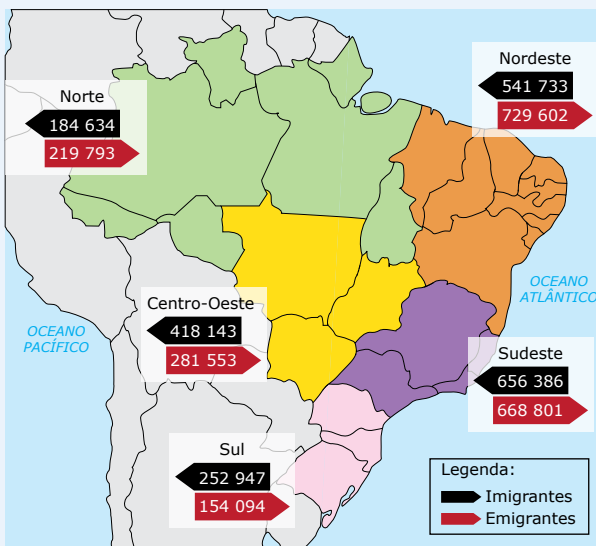 Nordeste
541 733
729 602
Norte
184 634
219 793
OCEANO
ATLÂNTICO
Centro-Oeste
418 143
281 553
OCEANO
PACÍFICO
Sudeste
656 386
668 801
Sul
252 947
154 094
Legenda:
Imigrantes
Emigrantes